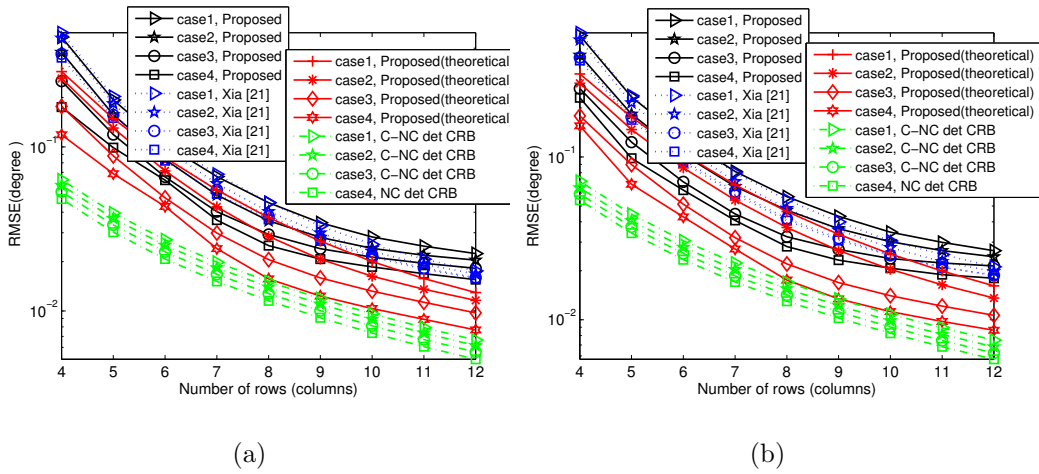 case1, Proposed
case2, Proposed
case3, Proposed
case4, Proposed
case1, Xia [21]
case2, Xia [21]
case3, Xia [21]
case4, Xia [21]
case1, Proposed(theoretical
case2, Proposed(theoretical)
case3, Proposed(theoretical)
case4, Proposed(theoretical)
case1, C−NC det CRB
case2, C−NC det CRB
case3, C−NC det CRB
case4, NC det CRB
RMSE(degree)
10−1
10−2
4 5 6 7 8 9 10 11 12
Number of rows (columns)
(a)
case1, Proposed
case2, Proposed
case3, Proposed
case4, Proposed
case1, Xia [21]
case2, Xia [21]
case3, Xia [21]
case4, Xia [21]
case1, Proposed(theoretical)
case2, Proposed(theoretical)
case3, Proposed(theoretical)
case4, Proposed(theoretical)
case1, C−NC det CRB
case2, C−NC det CRB
case3, C−NC det CRB
case4, NC det CRB
RMSE(degree)
10−1
10−2
4 5 6 7 8 9 10 11 12
Number of rows (columns)
(b)